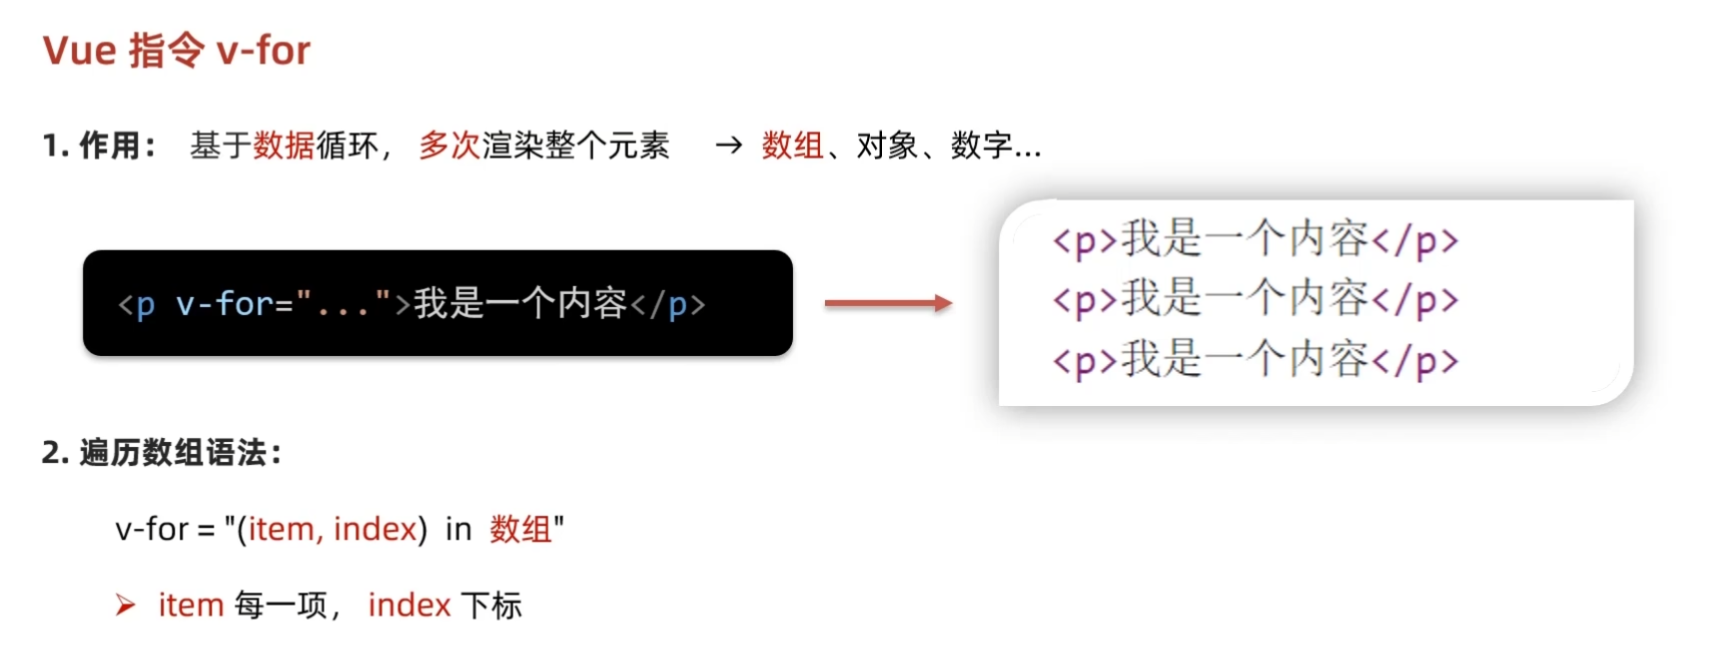 Vue 指令 v-for
1. 作用： 基于数据循环， 多次渲染整个元素 → 数组、对象、数字...
<p v-for="...">我是一个内容</p>
<p>我是一个内容</p>
<p>我是一个内容</p>
<p>我是一个内容</p>
2. 遍历数组语法：
v-for = "(item, index) in 数组"
➢ item 每一项， index 下标